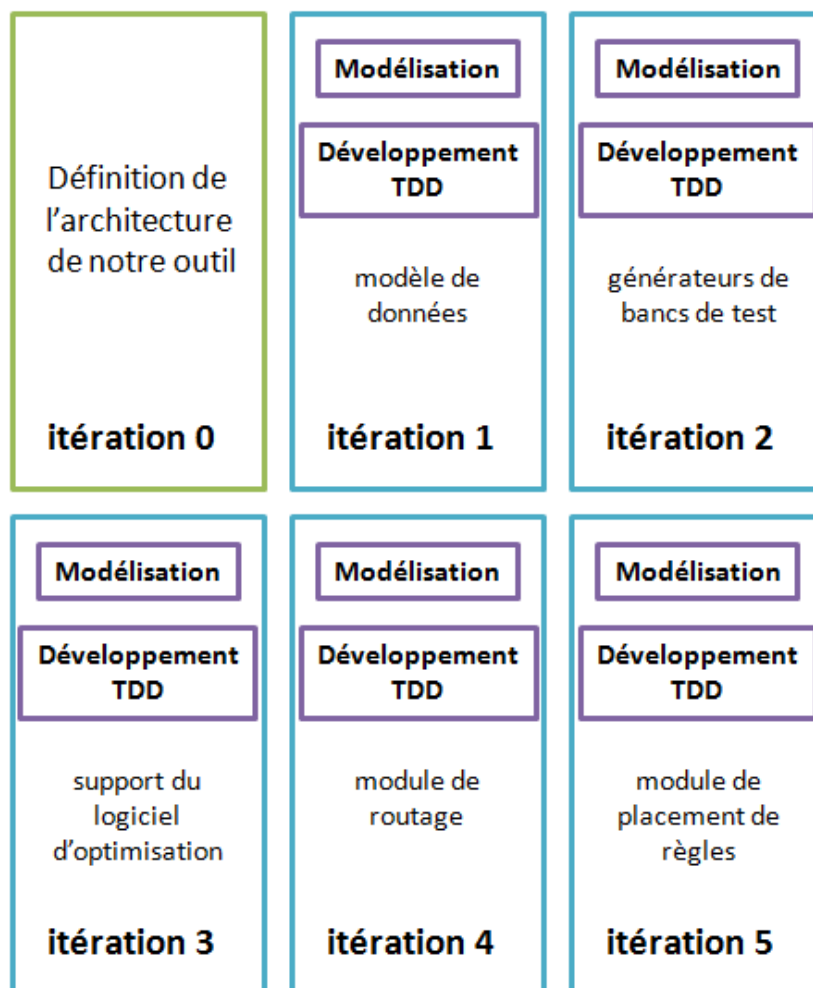 Définition de
l'architecture
de notre outil
itération 0
Modélisation
Développement
TDD
modèle de
données
itération 1
Modélisation
Développement
TDD
générateurs de
bancs de test
itération 2
Modélisation
Développement
TDD
support du
logiciel
d'optimisation
itération 3
Modélisation
Développement
TDD
module de
routage
itération 4
Modélisation
Développement
TDD
module de
placement de
règles
itération 5